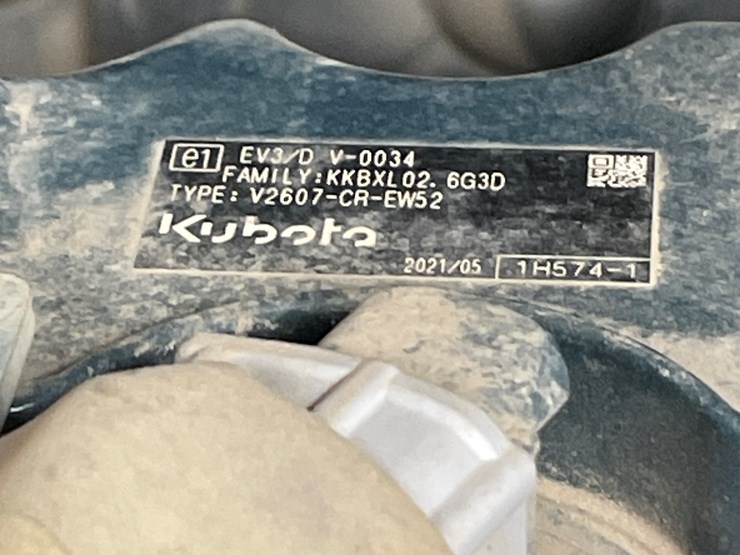 e1 EV3/D V-0034
FAMILY:KKBXL02. 6G3D
TYPE: V2607-CR-EW52
Kubota
2021/05 1H574-1